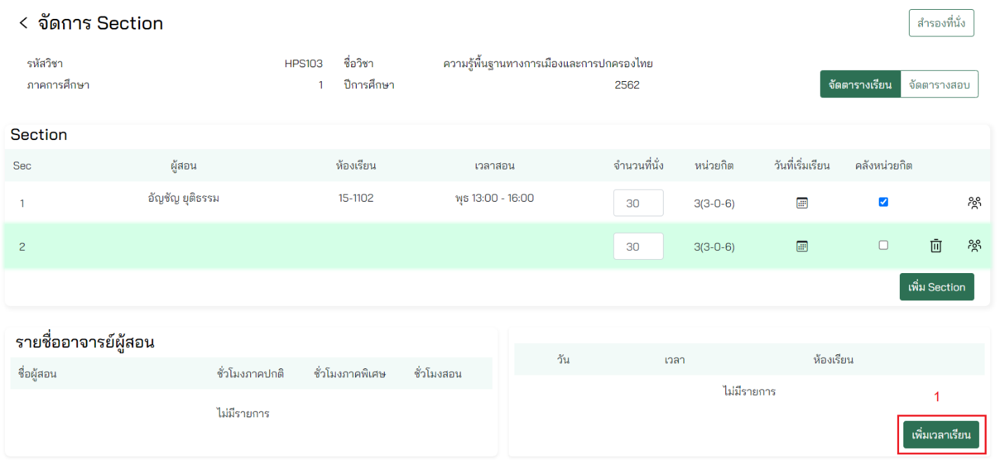 จัดการ Section
สำรองที่นั่ง
รหัสวิชา HPS103 ชื่อวิชา ความรู้พื้นฐานทางการเมืองและการปกครองไทย
ภาคการศึกษา 1 ปีการศึกษา 2562
จัดตารางเรียน จัดตารางสอบ
Section
Sec ผู้สอน ห้องเรียน เวลาสอน จำนวนที่นั่ง หน่วยกิต วันที่เริ่มเรียน คลังหน่วยกิต
1 อัญชัญ ยุติธรรม 15-1102 พุธ 13:00 - 16:00 30 3(3-0-6)
2 30 3(3-0-6)
เพิ่ม Section
รายชื่ออาจารย์ผู้สอน
ชื่อผู้สอน ชั่วโมงภาคปกติ ชั่วโมงภาคพิเศษ ชั่วโมงสอน
ไม่มีรายการ
วัน เวลา ห้องเรียน
ไม่มีรายการ
1
เพิ่มเวลาเรียน